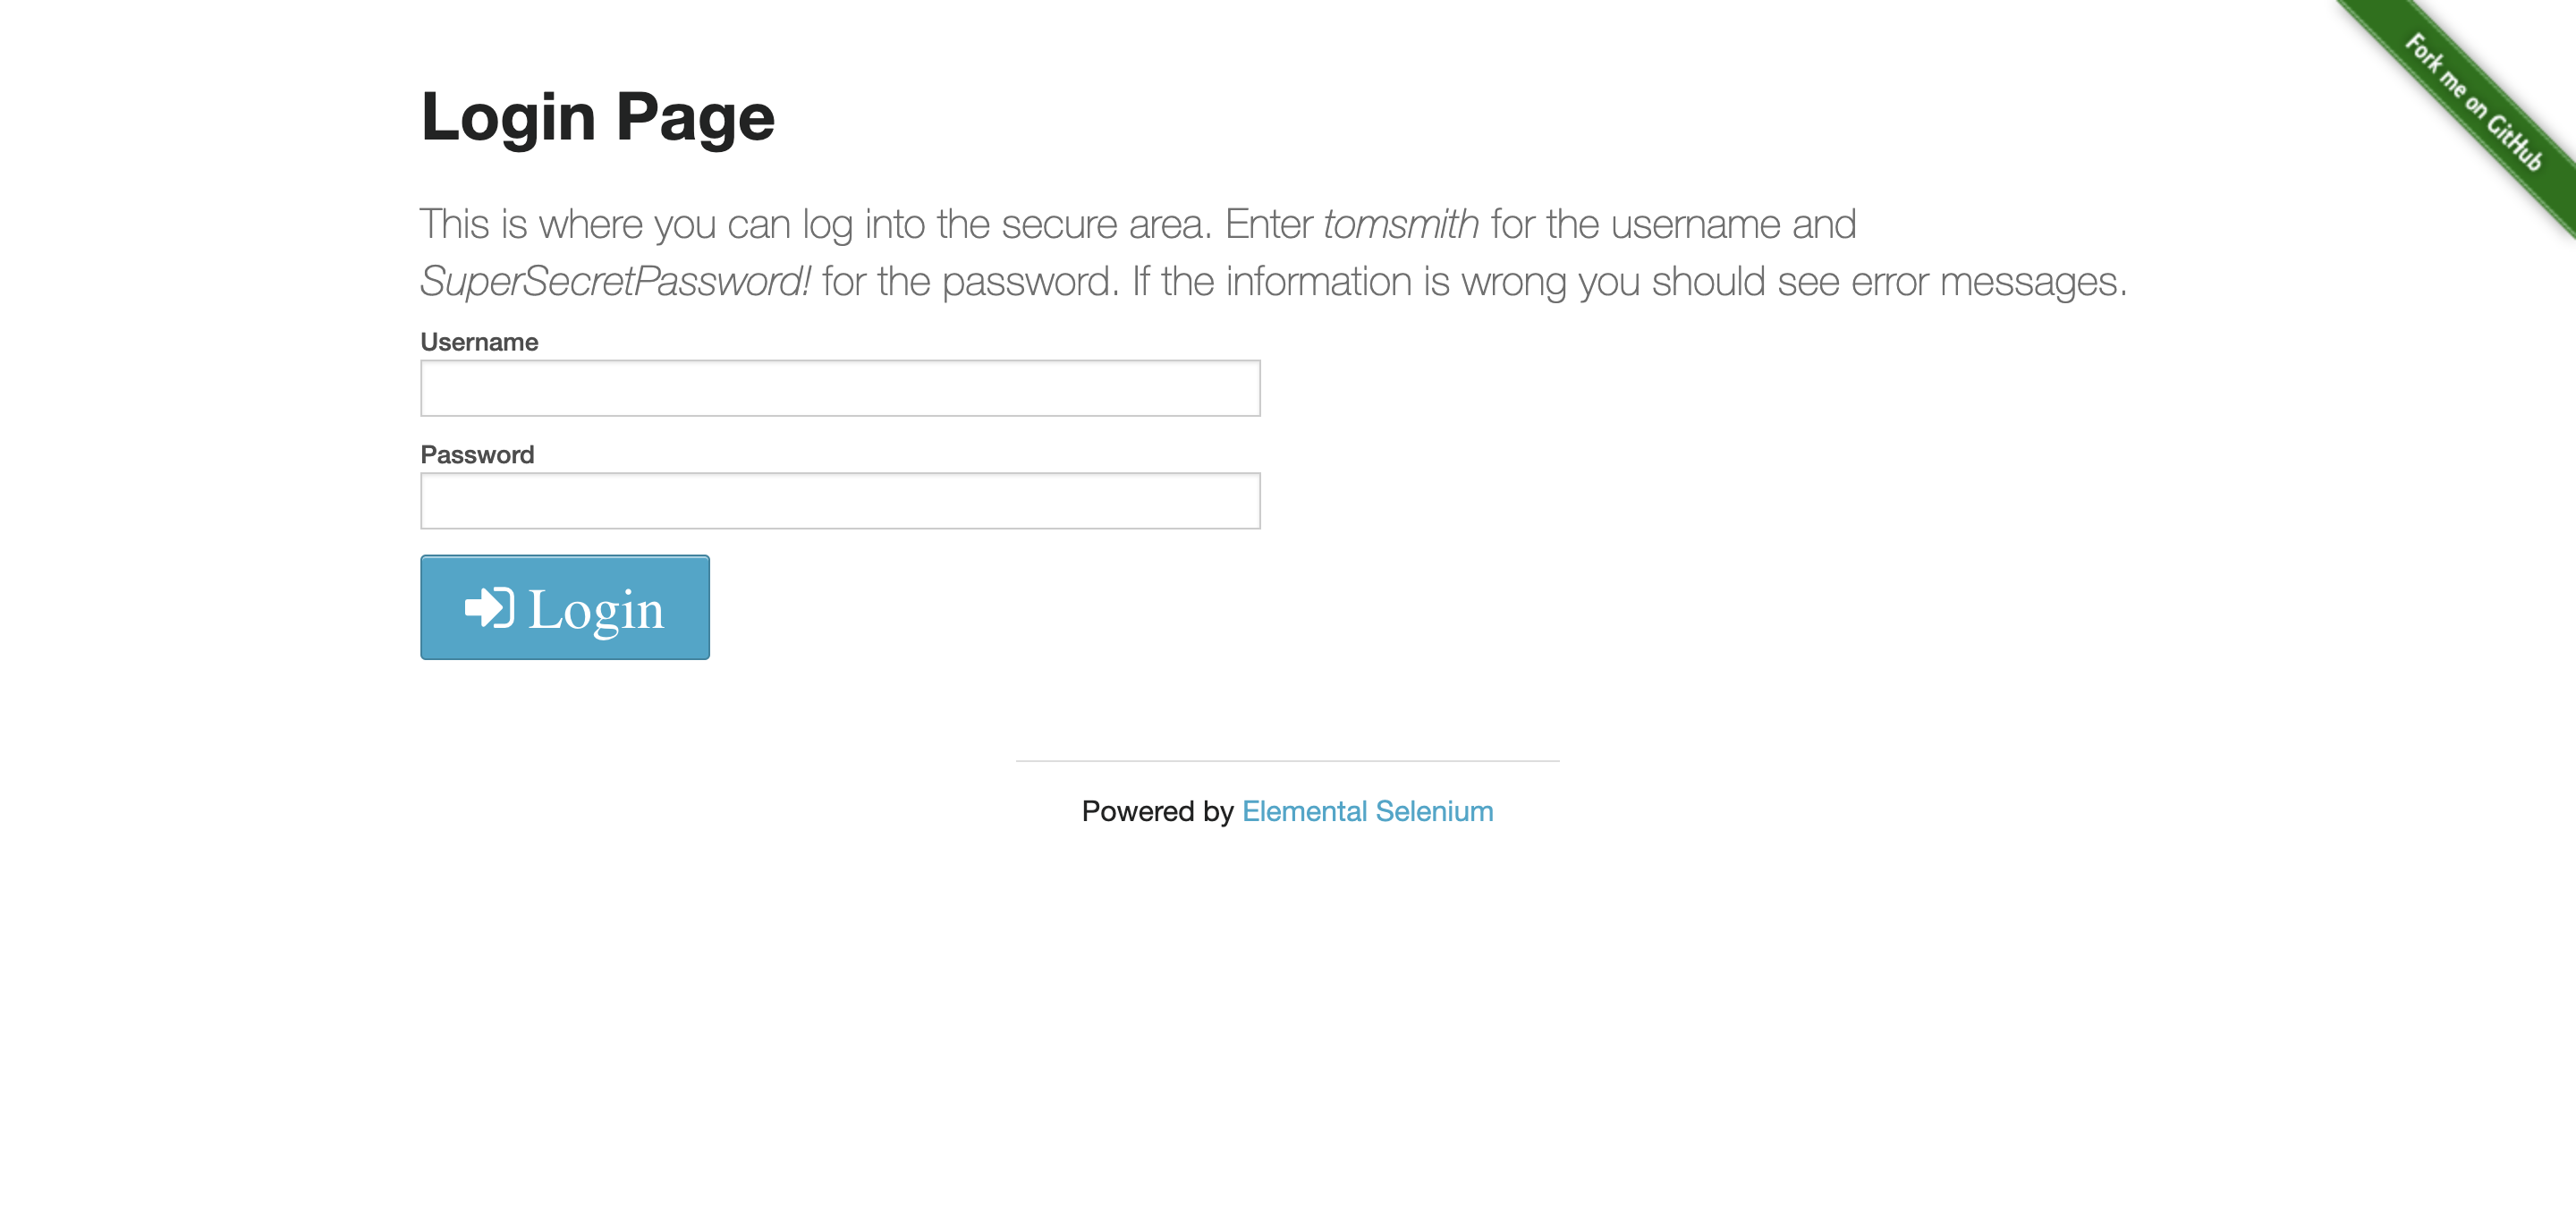 Fork me on GitHub
Login Page
This is where you can log into the secure area. Enter tomsmith for the username and
SuperSecretPassword! for the password. If the information is wrong you should see error messages.
Username
Password
Login
Powered by Elemental Selenium